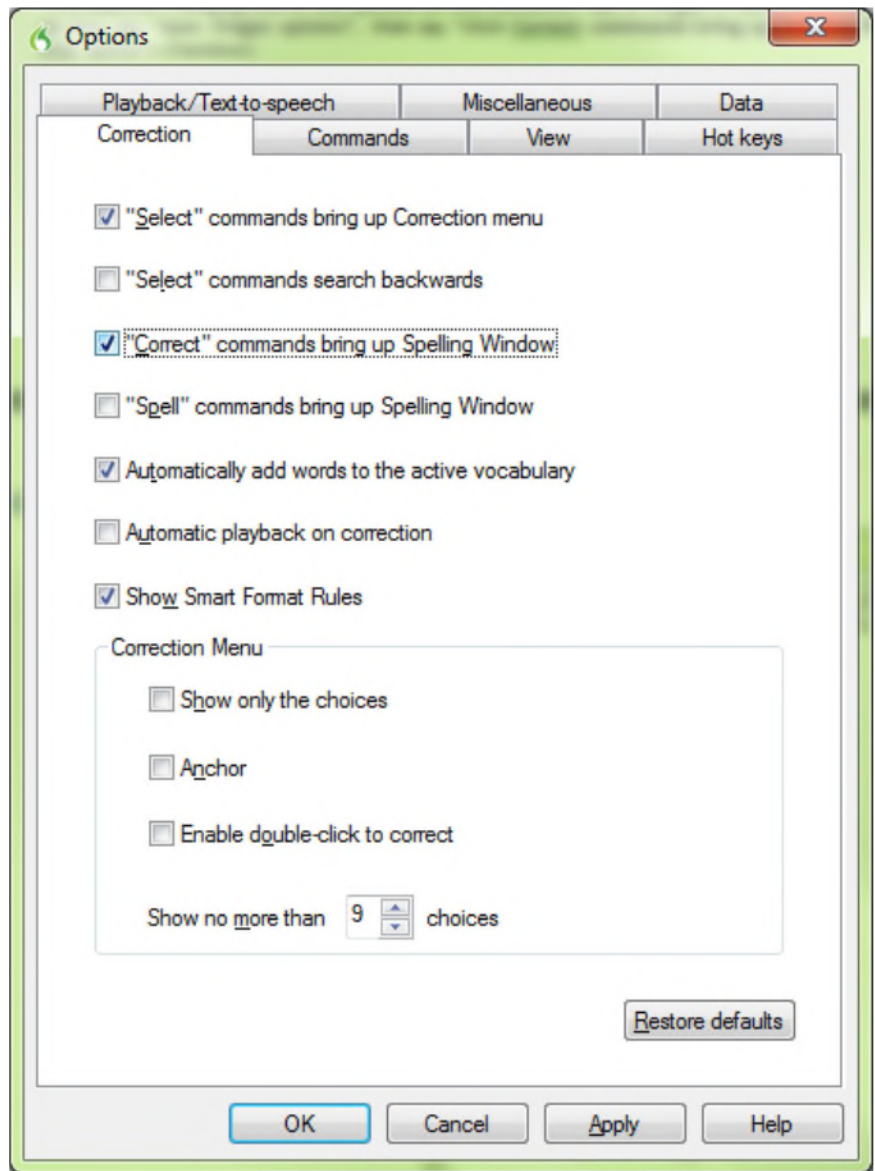 Options
Playback/Text-to-speech Miscellaneous Data
Correction Commands View Hot keys
"Select" commands bring up Correction menu
"Select" commands search backwards
"Correct" commands bring up Spelling Window
"Spell" commands bring up Spelling Window
Automatically add words to the active vocabulary
Automatic playback on correction
Show Smart Format Rules
Correction Menu
Show only the choices
Anchor
Enable double-click to correct
Show no more than 9 choices
Restore defaults
OK Cancel Apply Help